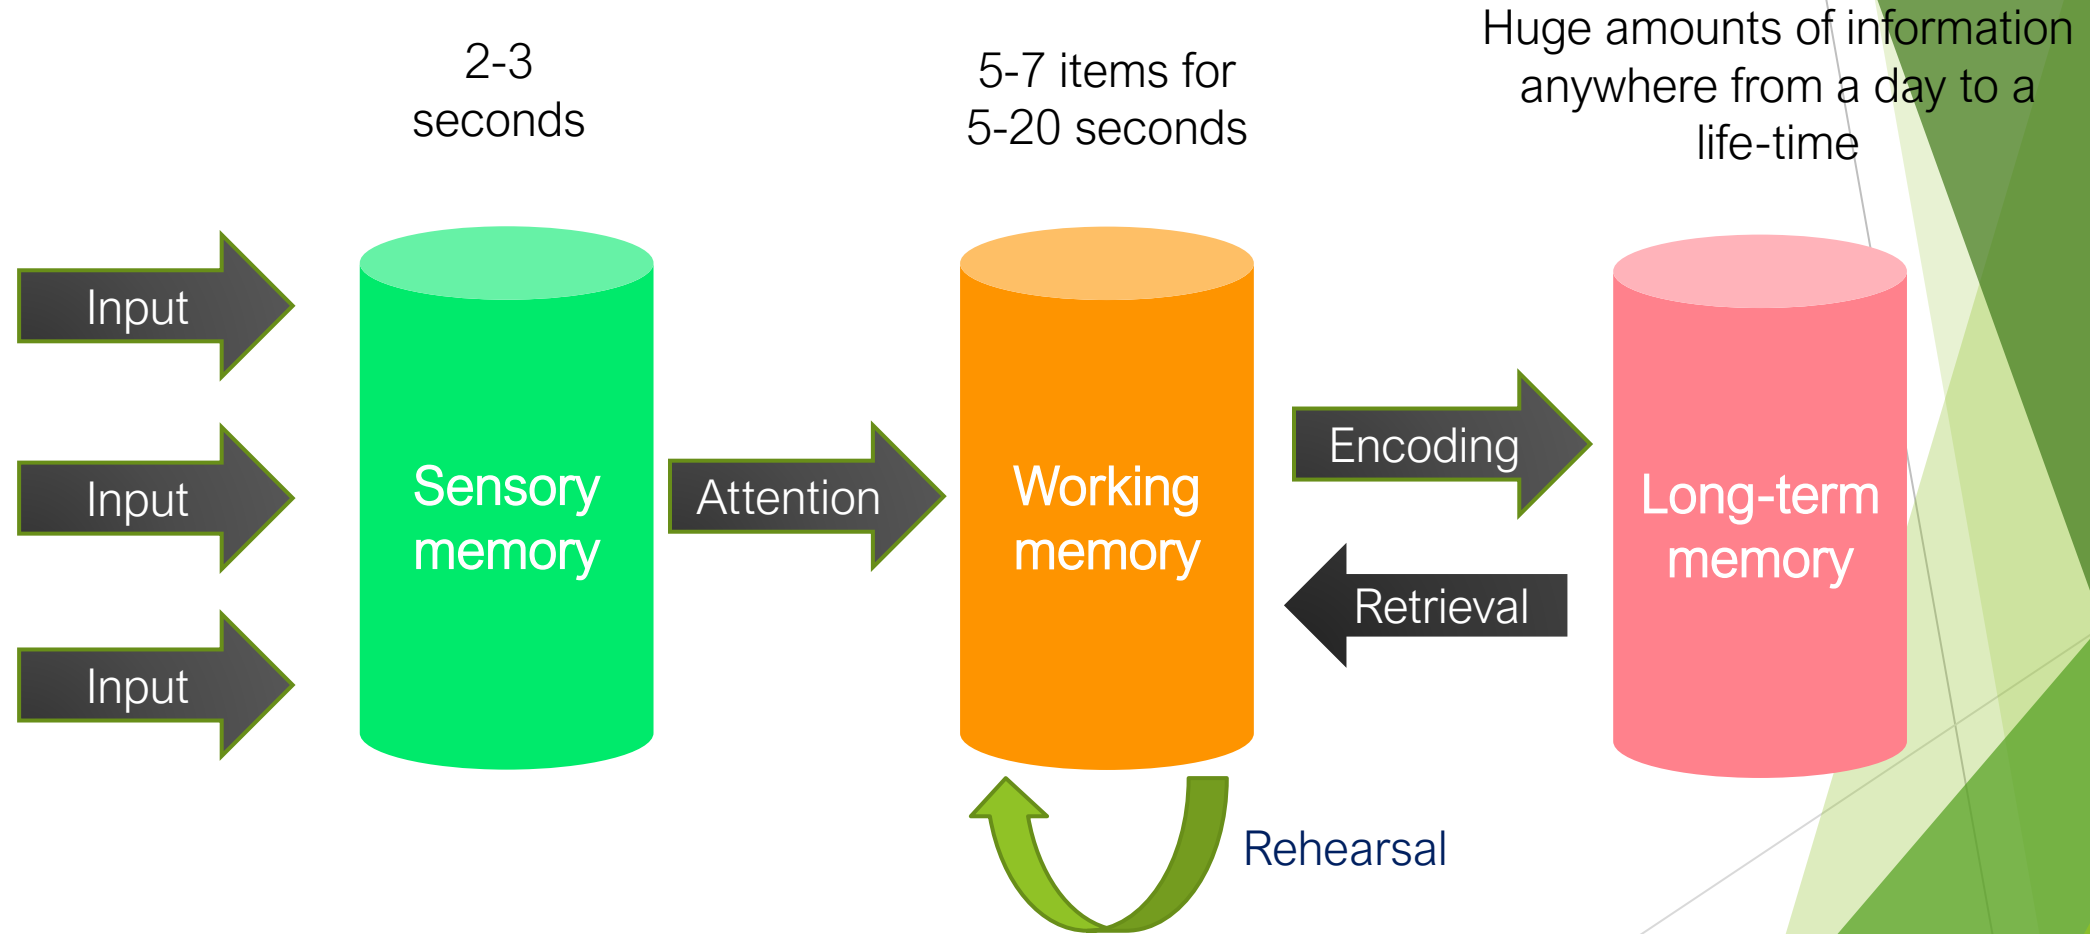 2-3
seconds
5-7 items for
5-20 seconds
Huge amounts of information
anywhere from a day to a
life-time
Input
Input
Input
Sensory
memory
Attention
Working
memory
Encoding
Retrieval
Long-term
memory
Rehearsal